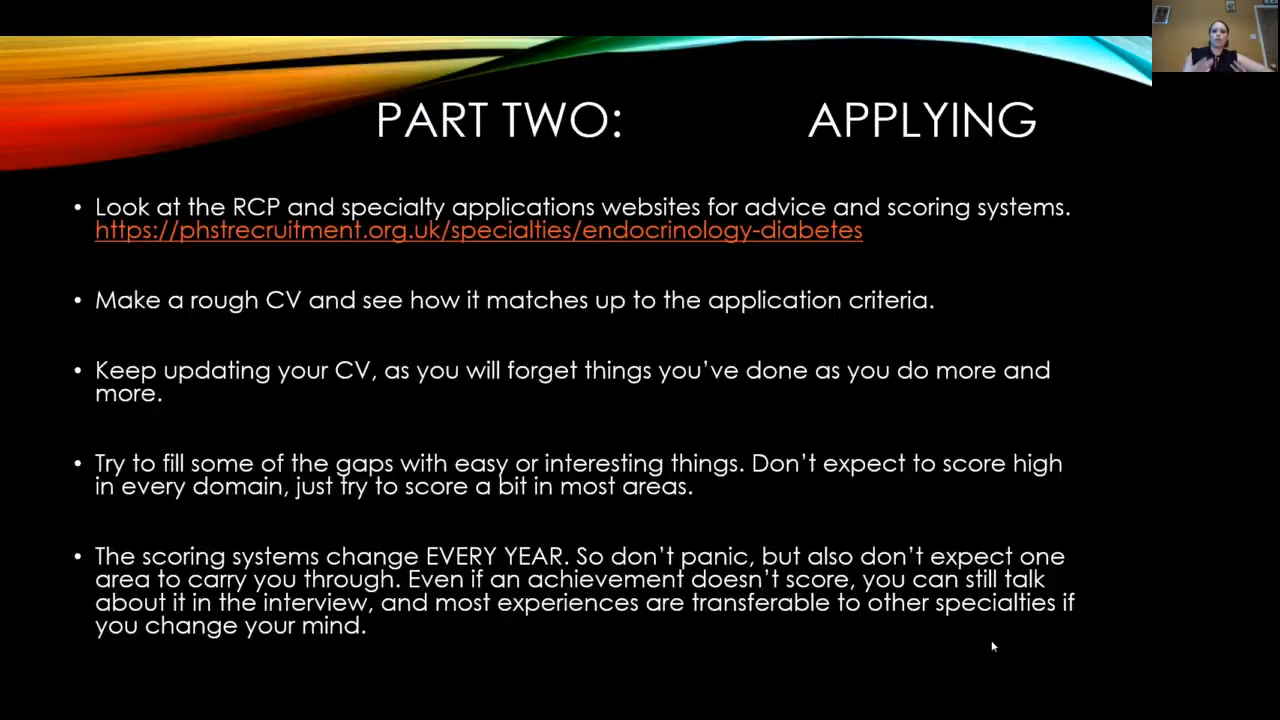 PART TWO: APPLYING
• Look at the RCP and specialty applications websites for advice and scoring systems.
https://phstrecruitment.org.uk/specialties/endocrinology-diabetes
• Make a rough CV and see how it matches up to the application criteria.
• Keep updating your CV, as you will forget things you’ve done as you do more and
more.
• Try to fill some of the gaps with easy or interesting things. Don’t expect to score high
in every domain, just try to score a bit in most areas.
• The scoring systems change EVERY YEAR. So don’t panic, but also don’t expect one
area to carry you through. Even if an achievement doesn’t score, you can still talk
about it in the interview, and most experiences are transferable to other specialties if
you change your mind.